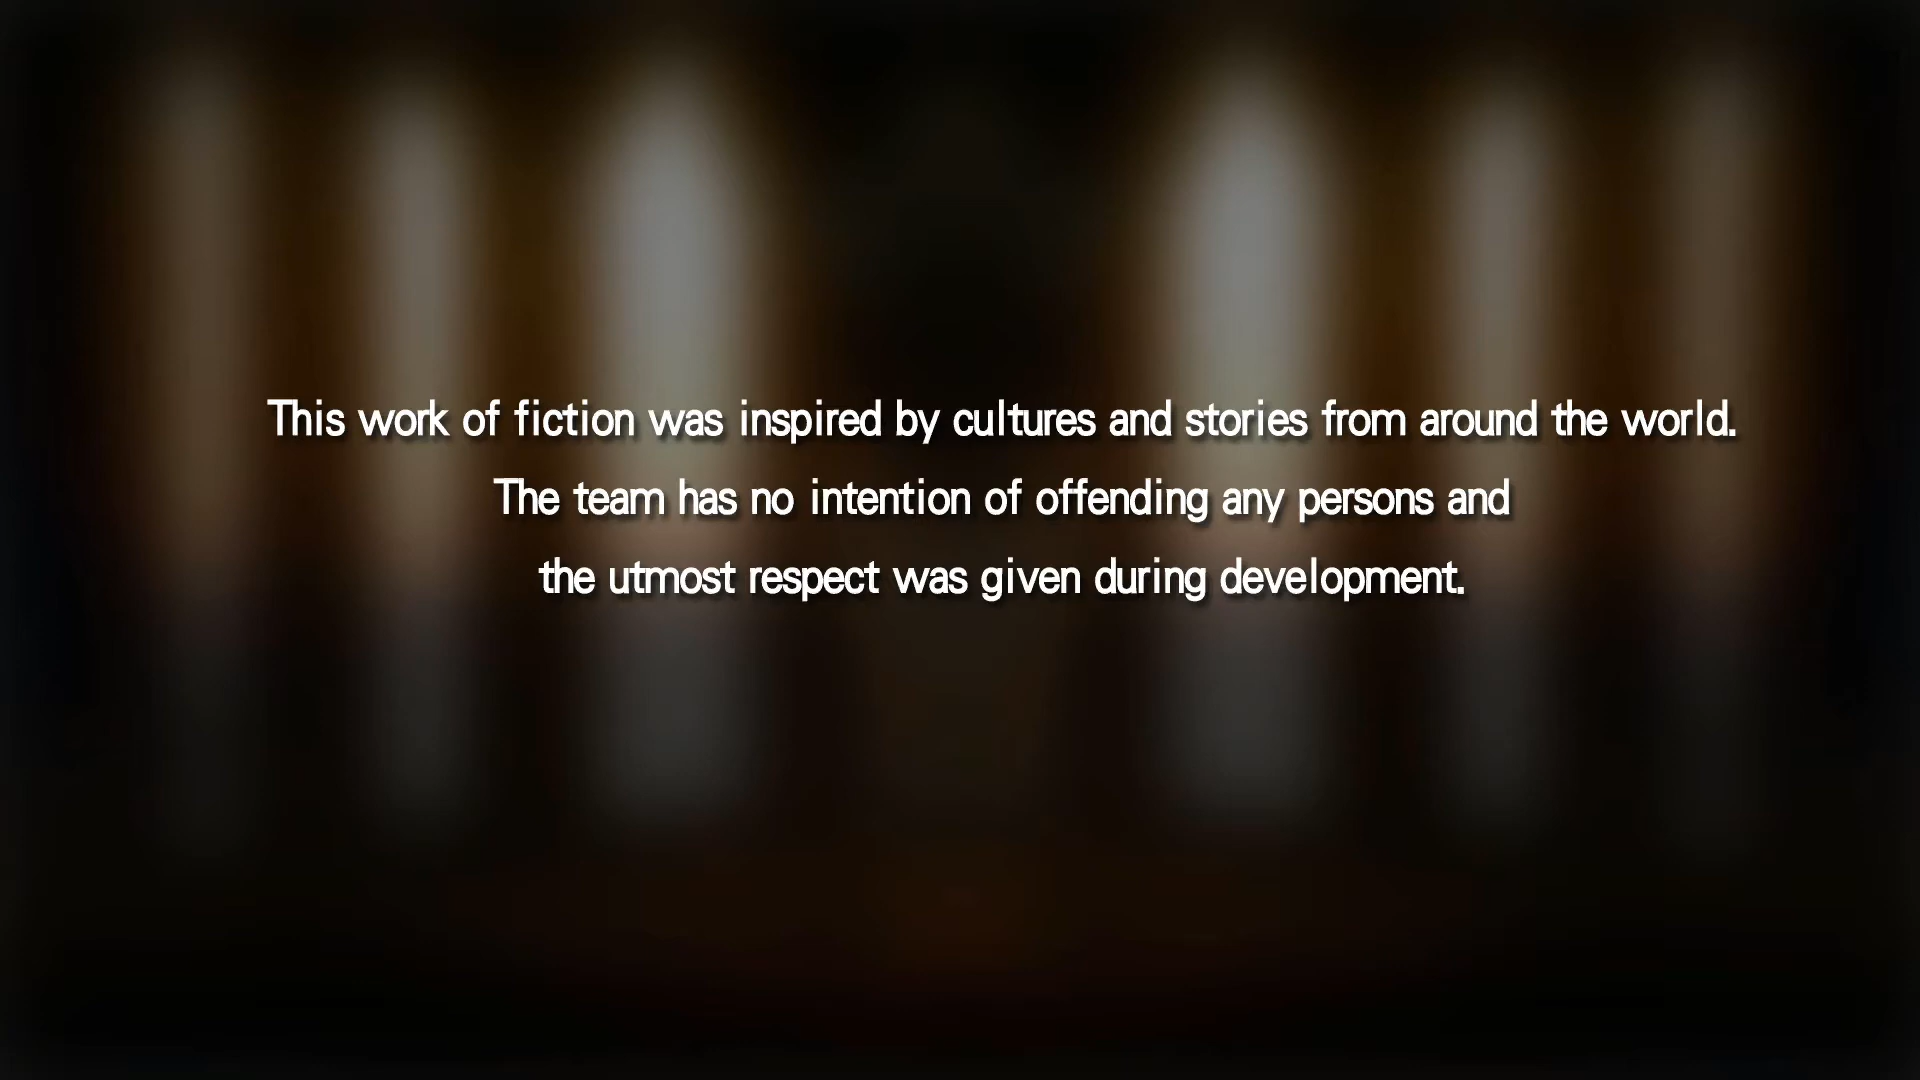 This work of fiction was inspired by cultures and stories from around the world.
The team has no intention of offending any persons and
the utmost respect was given during development.